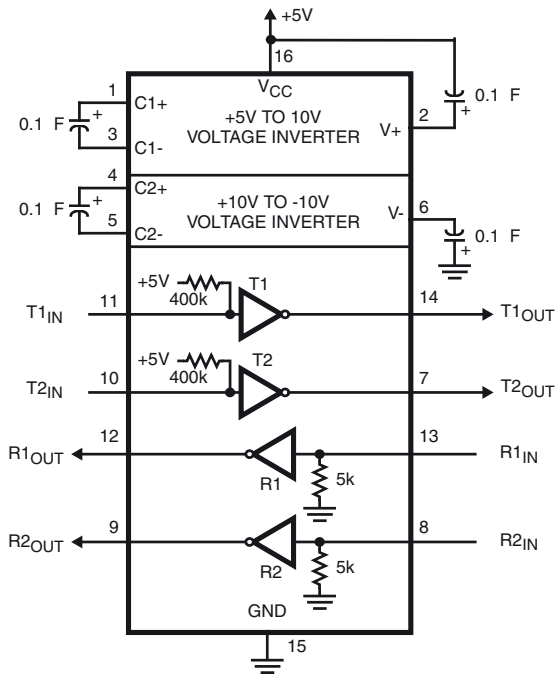 +5V
16
VCC
1
C1+
+5V TO 10V
VOLTAGE INVERTER
0.1 F
+
3
C1-
2
V+
0.1 F
+
4
C2+
+10V TO -10V
VOLTAGE INVERTER
0.1 F
+
5
C2-
6
V-
0.1 F
+
+5V
400k
T1
T1IN
11
14
T1OUT
+5V
400k
T2
T2IN
10
7
T2OUT
R1OUT
12
R1
5k
13
R1IN
R2OUT
9
R2
5k
8
R2IN
GND
15